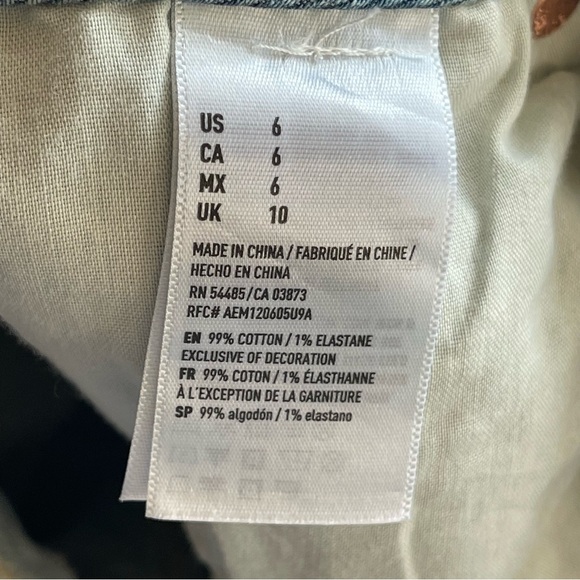 US 6
CA 6
MX 6
UK 10
MADE IN CHINA / FABRIQUÉ EN CHINE /
HECHO EN CHINA
RN 54485/CA 03873
RFC# AEM120605U9A
EN 99% COTTON / 1% ELASTANE
EXCLUSIVE OF DECORATION
FR 99% COTON / 1% ÉLASTHANNE
À L'EXCEPTION DE LA GARNITURE
SP 99% algodón / 1% elastano